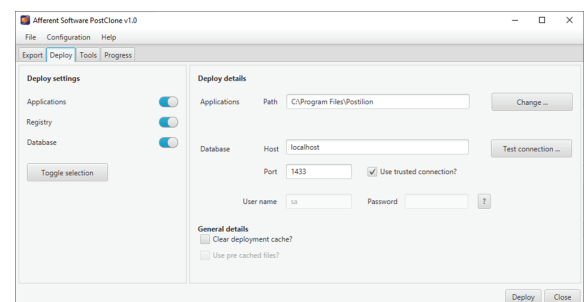 Afferent Software PostClone v1.0
File Configuration Help
Export Deploy Tools Progress
Deploy settings
Applications
Registry
Database
Toggle selection
Deploy details
Applications Path C:\Program Files\Postilion Change ...
Database Host localhost Test connection ...
Port 1433 Use trusted connection?
User name sa Password ?
General details
Clear deployment cache?
Use pre cached files?
Deploy Close